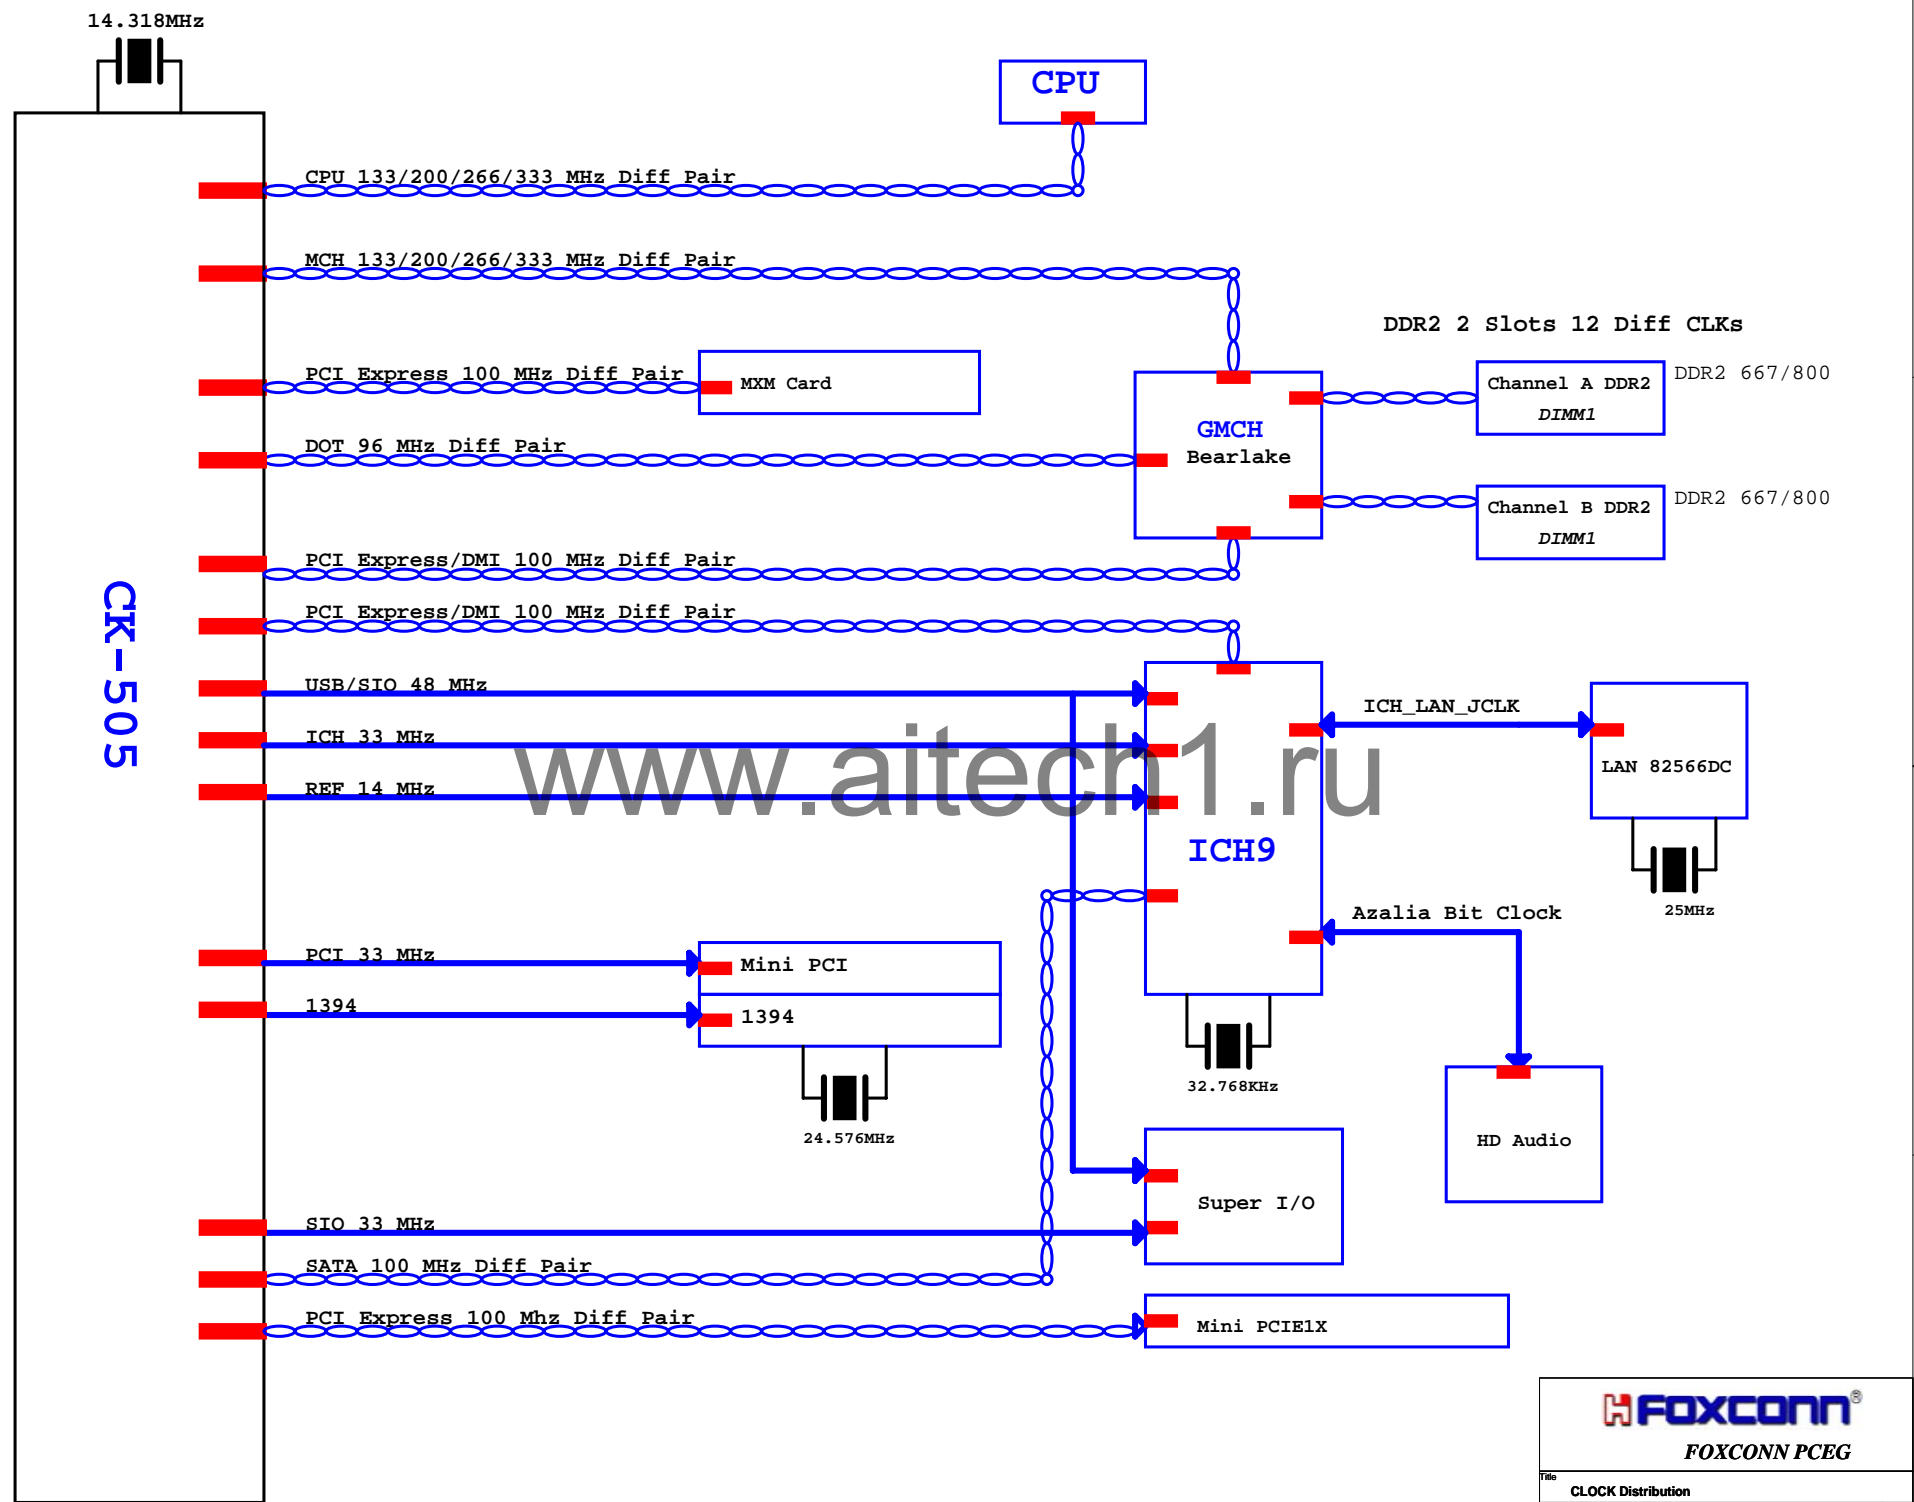 14.318MHz
CPU
CPU 133/200/266/333 MHz Diff Pair
MCH 133/200/266/333 MHz Diff Pair
DDR2 2 Slots 12 Diff CLKs
PCI Express 100 MHz Diff Pair
MXM Card
Channel A DDR2
DIMM1
DDR2 667/800
GMCH
Bearlake
DOT 96 MHz Diff Pair
Channel B DDR2
DIMM1
DDR2 667/800
PCI Express/DMI 100 MHz Diff Pair
PCI Express/DMI 100 MHz Diff Pair
CK-505
USB/SIO 48 MHz
ICH 33 MHz
REF 14 MHz
www.aitech1.ru
ICH9
ICH_LAN_JCLK
LAN 82566DC
25MHz
Azalia Bit Clock
PCI 33 MHz
Mini PCI
1394
1394
24.576MHz
32.768KHz
HD Audio
Super I/O
SIO 33 MHz
SATA 100 MHz Diff Pair
PCI Express 100 Mhz Diff Pair
Mini PCIE1X
FOXCONN®
FOXCONN PCEG
Title
CLOCK Distribution